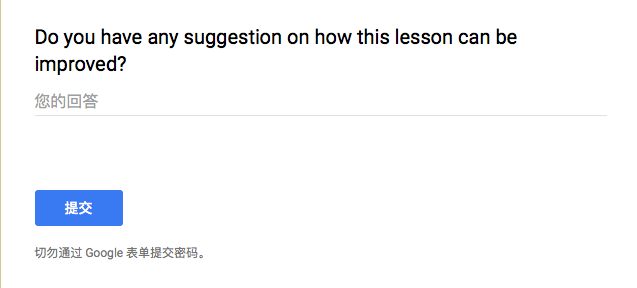 Do you have any suggestion on how this lesson can be
improved?
您的回答
提交
切勿通过 Google 表单提交密码。